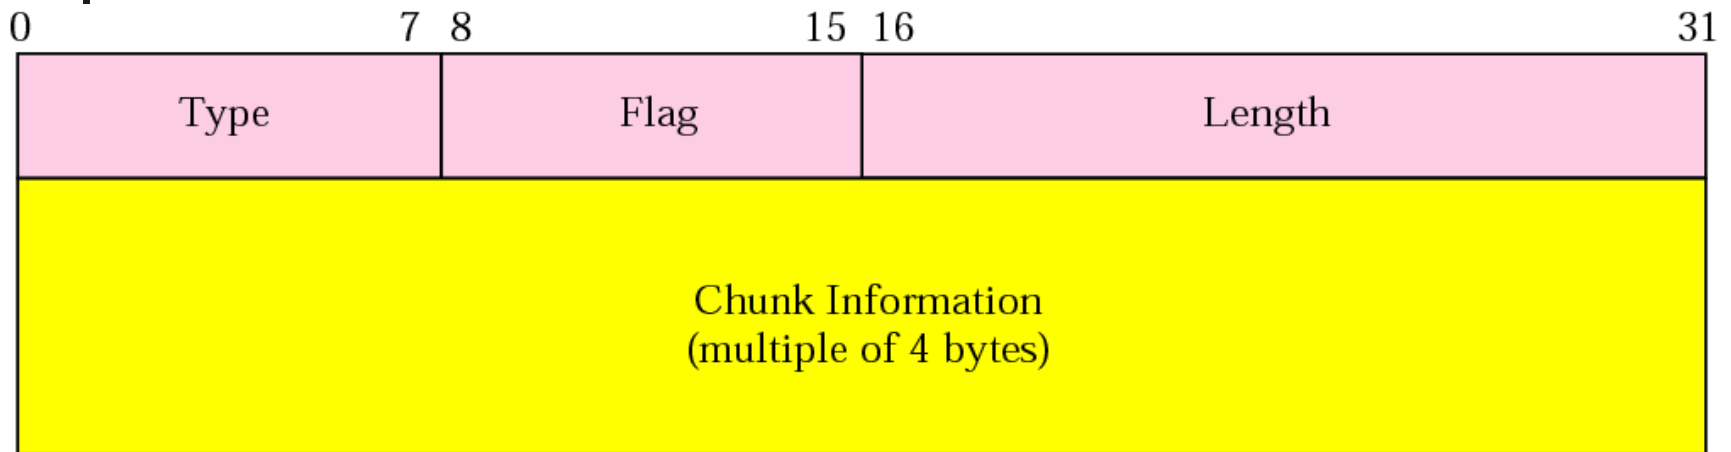 0 7 8 15 16 31
Type Flag Length
Chunk Information
(multiple of 4 bytes)